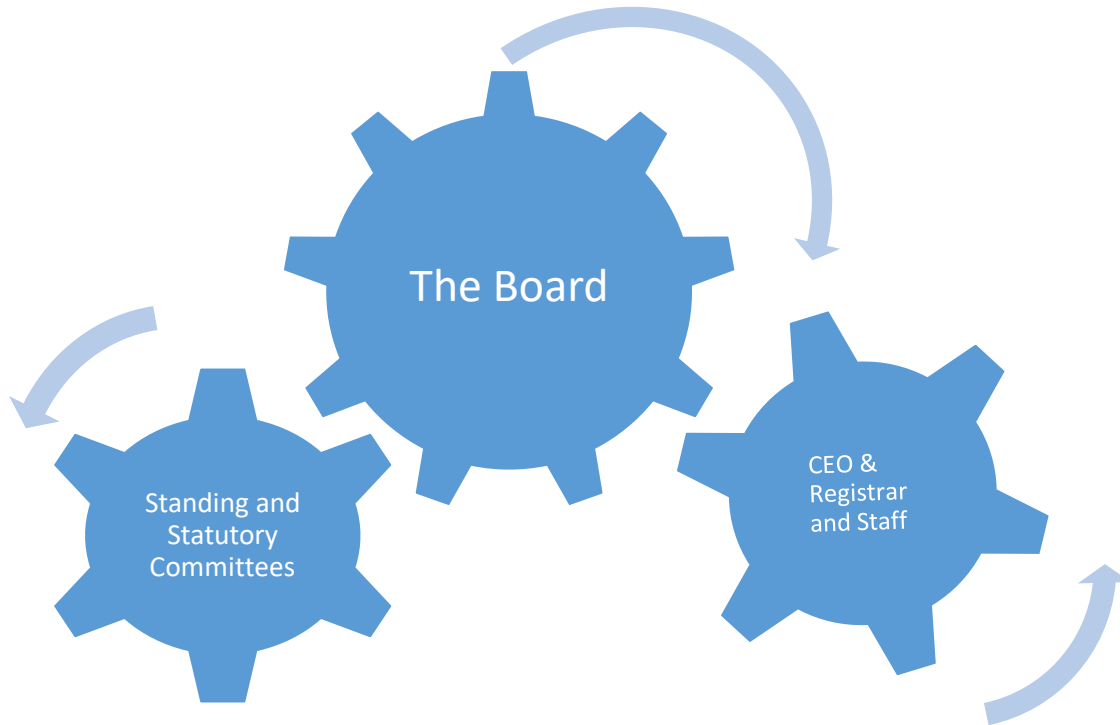 The Board
Standing and
Statutory
Committees
CEO &
Registrar
and Staff